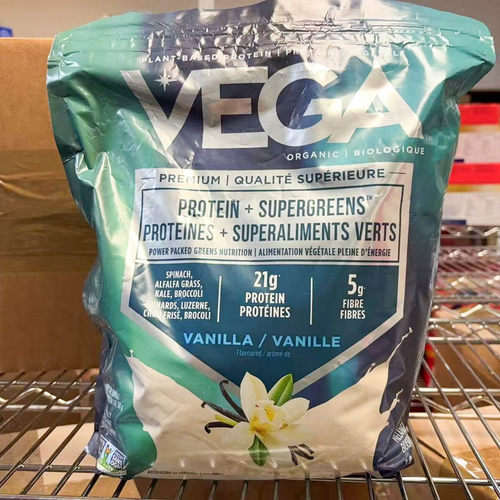 PLANT-BASED PROTEIN
VEGA
ORGANIC | BIOLOGIQUE
PREMIUM | QUALITÉ SUPÉRIEURE
PROTEIN + SUPERGREENS™
PROTÉINES + SUPERALIMENTS VERTS
POWER PACKED GREENS NUTRITION | ALIMENTATION VÉGÉTALE PLEINE D'ÉNERGIE
SPINACH,
ALFALFA GRASS,
KALE, BROCCOLI
LUZERNE,
FRISÉ, BROCOLI
21g*
PROTEIN
PROTÉINES
5g*
FIBRE
FIBRES
VANILLA / VANILLE
Flavoured / arôme de